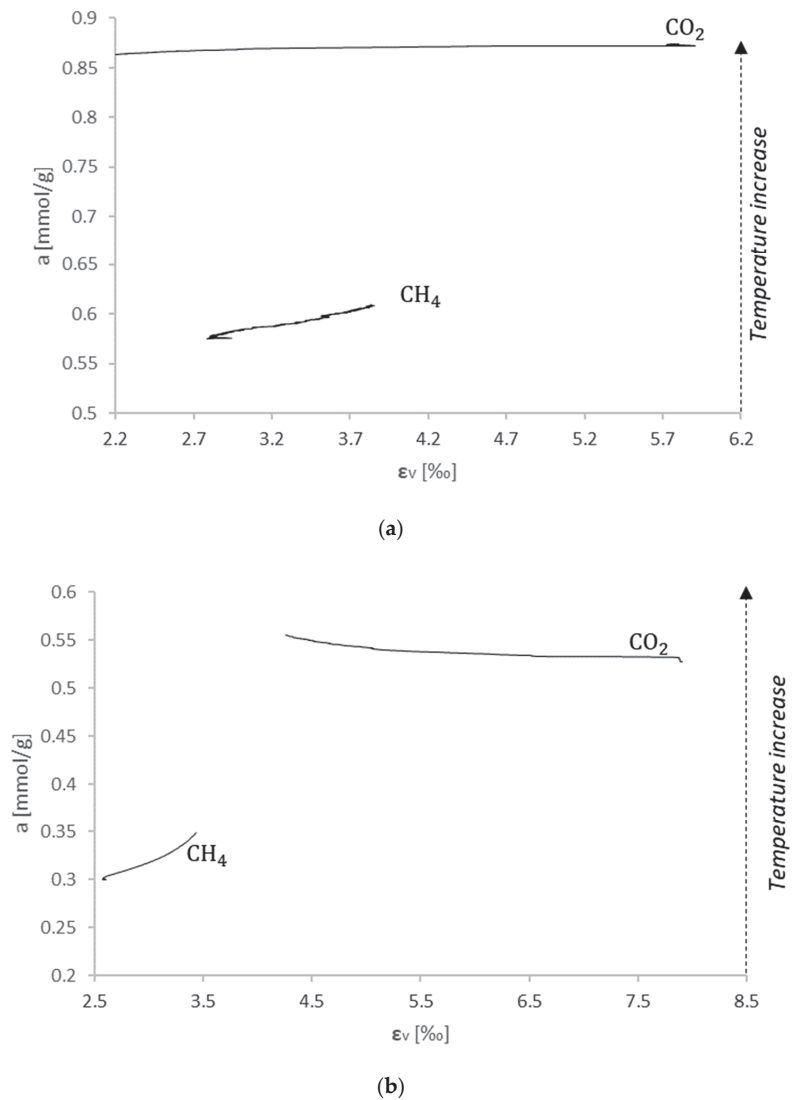 0.9
CO₂
0.85
0.8
0.75
0.7
0.65
0.6
0.55
0.5
a [mmol/g]
CH₄
Temperature increase
2.2 2.7 3.2 3.7 4.2 4.7 5.2 5.7 6.2
εv [‰]
(a)
0.6
0.55
CO₂
0.5
0.45
0.4
0.35
0.3
0.25
0.2
a [mmol/g]
CH₄
Temperature increase
2.5 3.5 4.5 5.5 6.5 7.5 8.5
εv [‰]
(b)